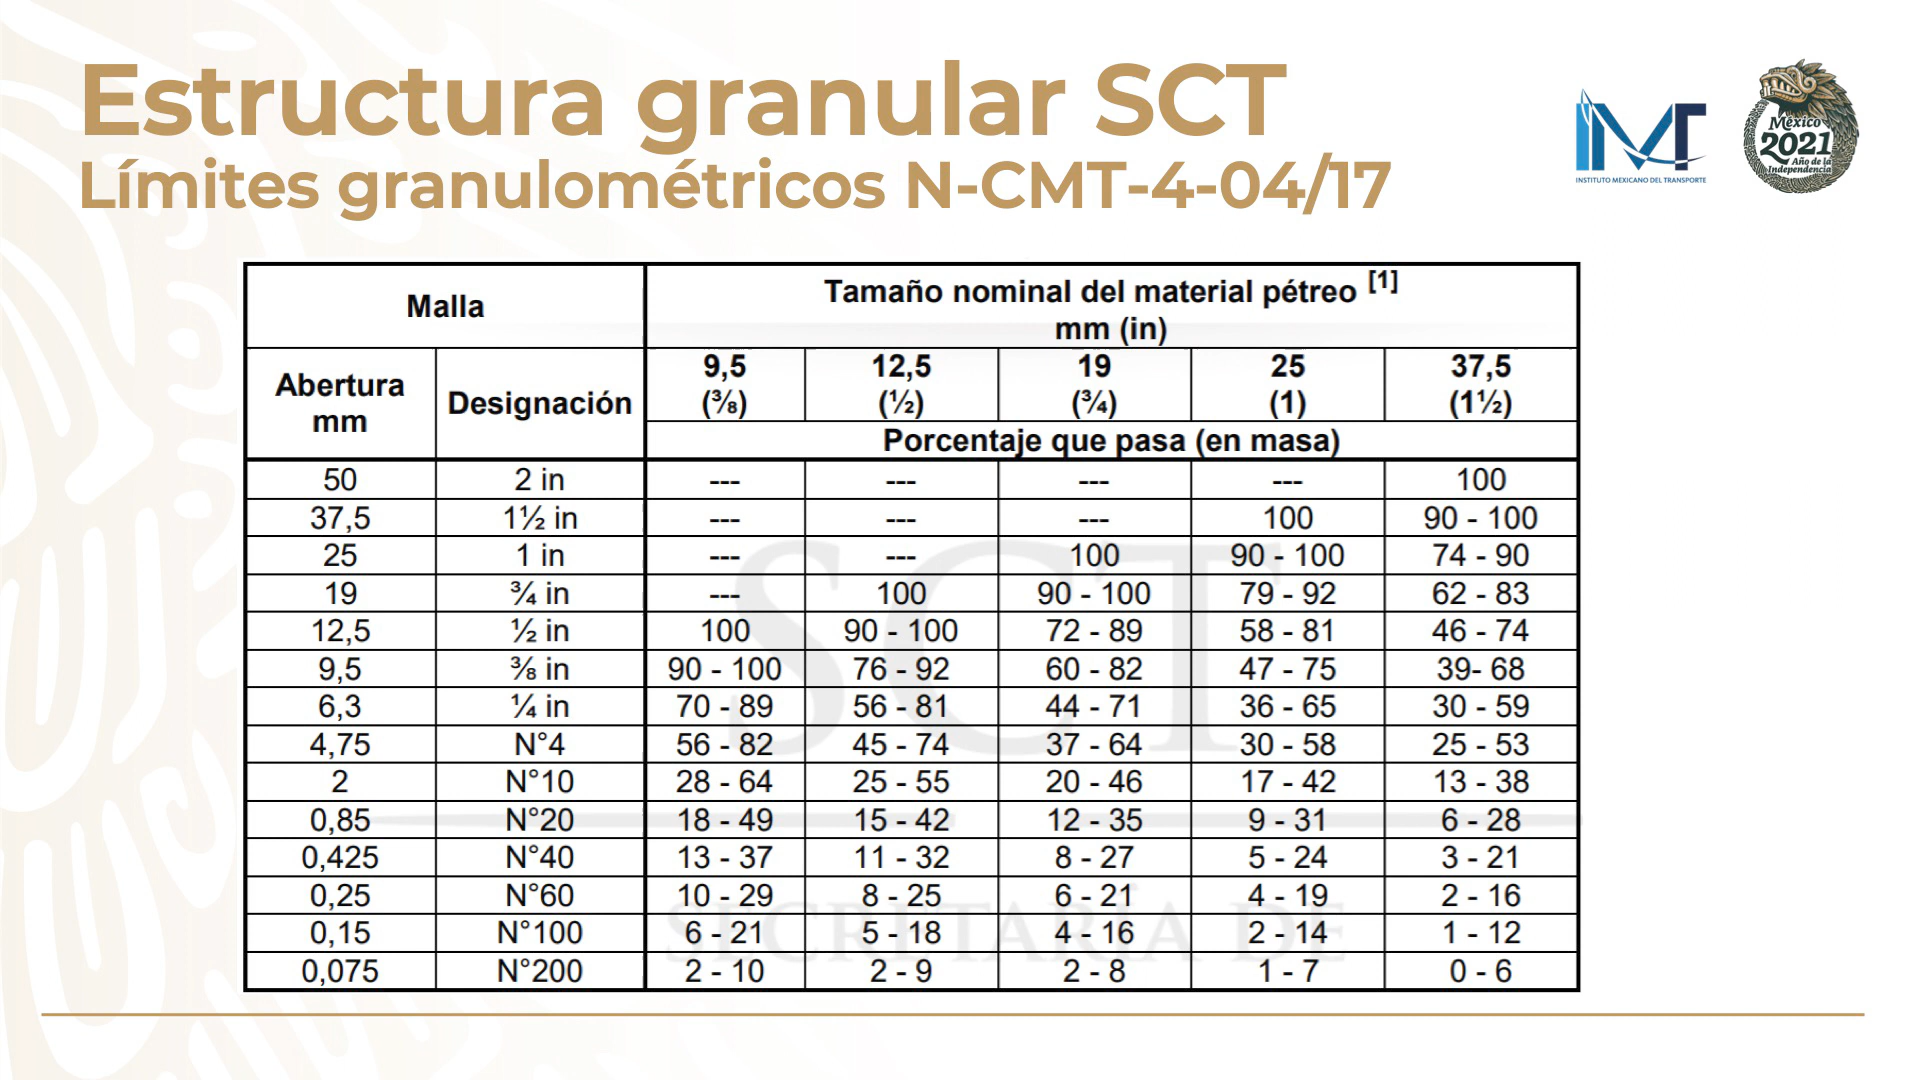 Estructura granular SCT
Límites granulométricos N-CMT-4-04/17
INSTITUTO MEXICANO DEL TRANSPORTE
México
2021
Año de la
Independencia
Malla
Tamaño nominal del material pétreo [1]
mm (in)
Abertura
mm
Designación
9,5 12,5 19 25 37,5
(⅜) (½) (¾) (1) (1½)
Porcentaje que pasa (en masa)
50 2 in --- --- --- --- 100
37,5 1½ in --- --- --- 100 90 - 100
25 1 in --- --- 100 90 - 100 74 - 90
19 ¾ in --- 100 90 - 100 79 - 92 62 - 83
12,5 ½ in 100 90 - 100 72 - 89 58 - 81 46 - 74
9,5 ⅜ in 90 - 100 76 - 92 60 - 82 47 - 75 39- 68
6,3 ¼ in 70 - 89 56 - 81 44 - 71 36 - 65 30 - 59
4,75 N°4 56 - 82 45 - 74 37 - 64 30 - 58 25 - 53
2 N°10 28 - 64 25 - 55 20 - 46 17 - 42 13 - 38
0,85 N°20 18 - 49 15 - 42 12 - 35 9 - 31 6 - 28
0,425 N°40 13 - 37 11 - 32 8 - 27 5 - 24 3 - 21
0,25 N°60 10 - 29 8 - 25 6 - 21 4 - 19 2 - 16
0,15 N°100 6 - 21 5 - 18 4 - 16 2 - 14 1 - 12
0,075 N°200 2 - 10 2 - 9 2 - 8 1 - 7 0 - 6
SCT
SECRETARÍA DE